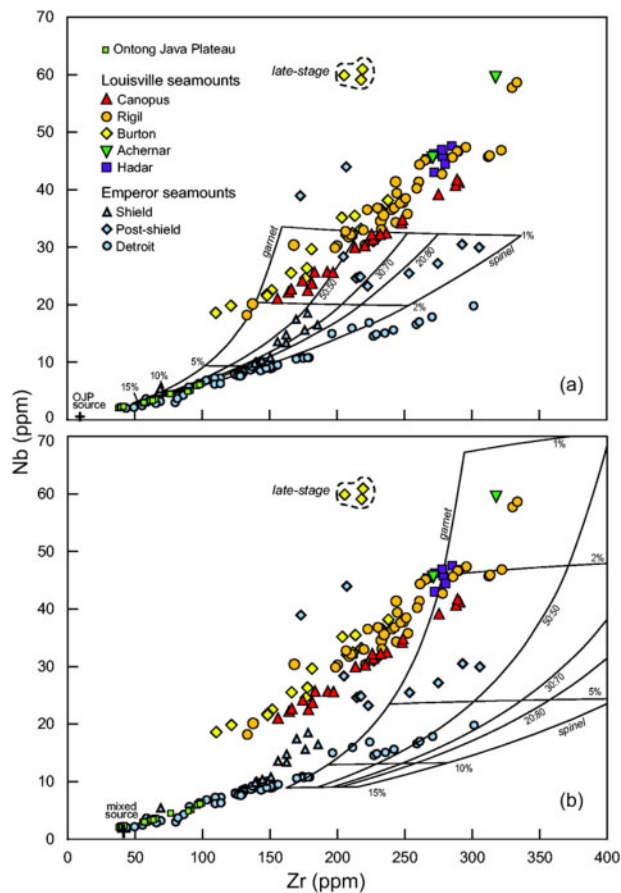 70
60
50
40
30
20
10
0
Ontong Java Plateau
Louisville seamounts
Canopus
Rigil
Burton
Achernar
Hadar
Emperor seamounts
Shield
Post-shield
Detroit
late-stage
garnet
50:50
30:70
20:80
spinel
1%
2%
5%
10%
15%
OJP
source
(a)
Nb (ppm)
70
60
50
40
30
20
10
0
late-stage
garnet
1%
2%
50:50
5%
30:70
20:80
spinel
10%
15%
mixed
source
(b)
0 50 100 150 200 250 300 350 400
Zr (ppm)